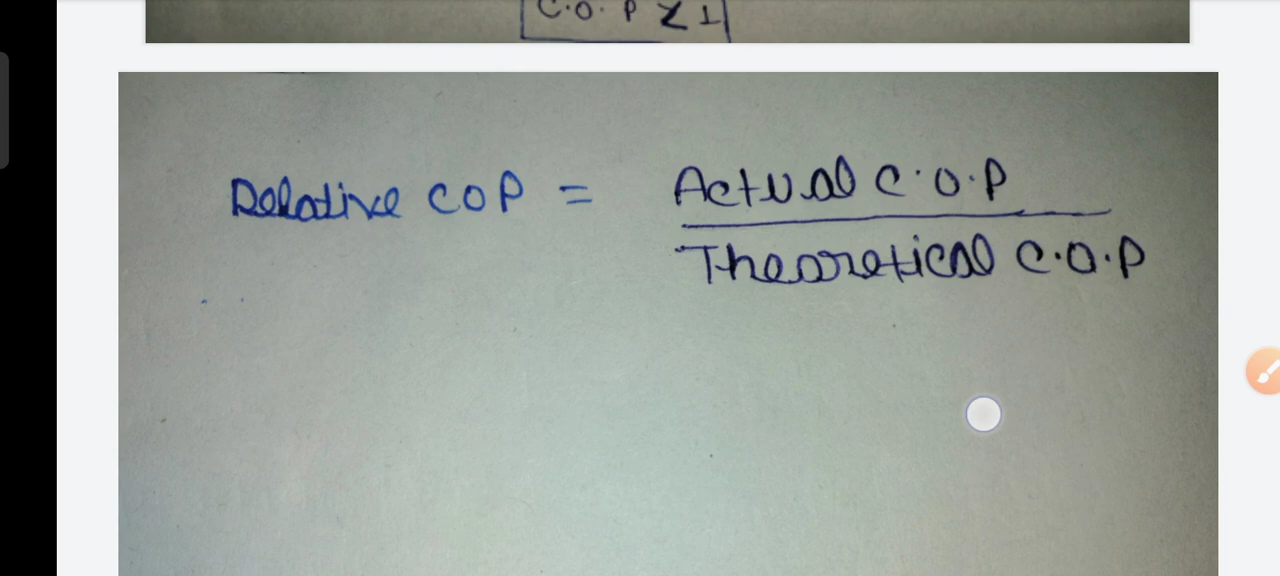 C.O. P < 1
Relative COP = Actual C.O.P
Theoretical C.O.P